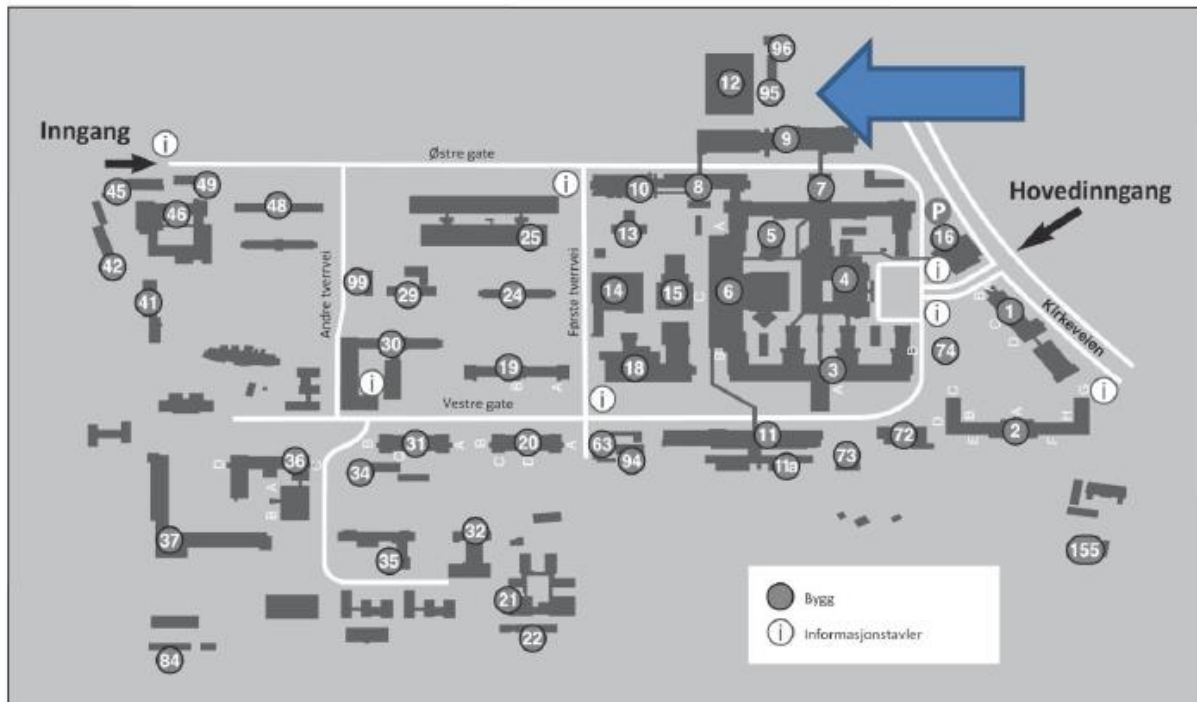 96
12
95
Inngang
i
9
Østre gate
45
49
i
10
8
7
Hovedinngang
46
48
P
A
16
42
25
13
5
i
99
29
24
14
15
C
6
4
41
Andre tverrvei
Første tverrvei
B
1
C
D
Kirkeveien
i
30
19
B
A
18
B
3
A
B
74
i
i
i
Vestre gate
C
B
A
G
D
E
2
F
H
B
31
A
C
B
20
A
C
D
63
94
11
11a
73
72
36
D
C
A
B
34
37
35
32
155
21
22
84
Bygg
i Informasjonstavler